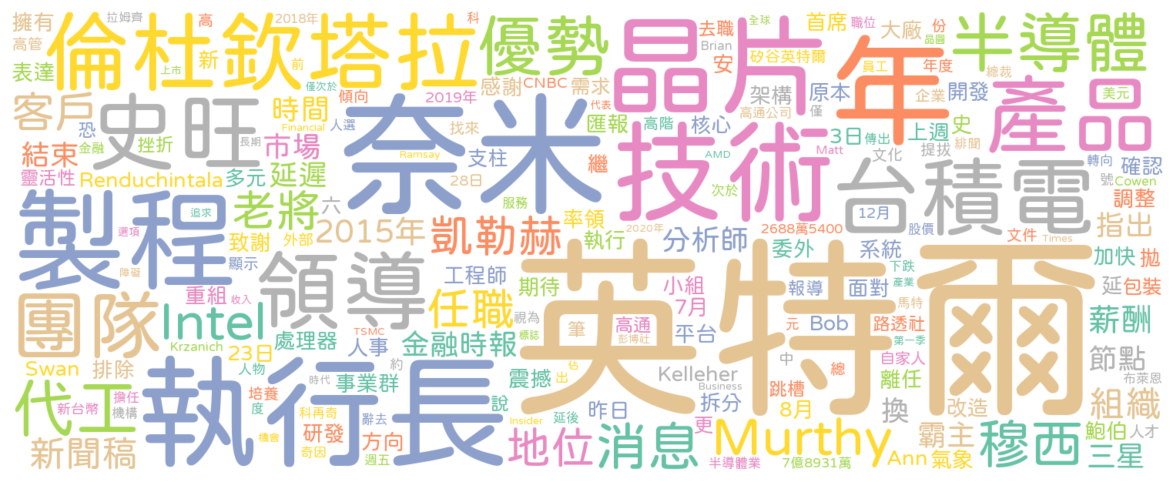 擁有 拉姆齊 2018年 高 科 倫杜欽塔拉 優勢 晶片 去職 首席 職位 全球 份 大廠 半導體
高管 新 前 Brian 安 矽谷英特爾 晶圓
表達 上市 僅次於 感謝 CNBC 需求 年 員工 年度 總裁
客戶 史旺 時間 傾向 2019年 代表 架構 原本 企業 開發 美元 產品
恐 人選 奈米 匯報 高階 核心 高通公司 僅 3日 傳出 上週 史 緋聞
金融 挫折 Financial 找來 支柱 AMD Matt 文化 提拔 轉向 確認
結束 長期 市場 Ramsay 繼 技術 號 Cowen
靈活性 Renduchintala 多元 延遲 28日 次於 台積電 調整
製程 追求 老將 六 服務 率領 2020年 2688萬5400 12月 股價 文件 Times 指出
選項 致謝 外部 2015年 凱勒赫 執行 分析師 委外 系統 加快 拋
障礙 顯示 領導 工程師 期待 小組 英特爾 報導 面對 下跌 產業 延 包裝
團隊 重組 收入 Intel 任職 視為 7月 馬特
Krzanich 處理器 TSMC 標誌 筆 高通 平台 元 Bob 路透社 第一季 薪酬
23日 人事 金融時報 彭博社 自家人
Swan 排除 人物 約 震撼 佔 Kelleher 中 總 離任 節點 布萊恩
代工 擔任 培養 時代 事業群 出 Business 跳槽
新台幣 機構 度 執行長 說 昨日 拆分 8月 換 改造 組織
科再奇 辭去 延後 Insider 更
新聞稿 機會 研發 方向 地位 消息 Murthy 霸主 穆西 鮑伯 人才
奇因 週五 半導體業 7億8931萬 Ann 氣象 三星